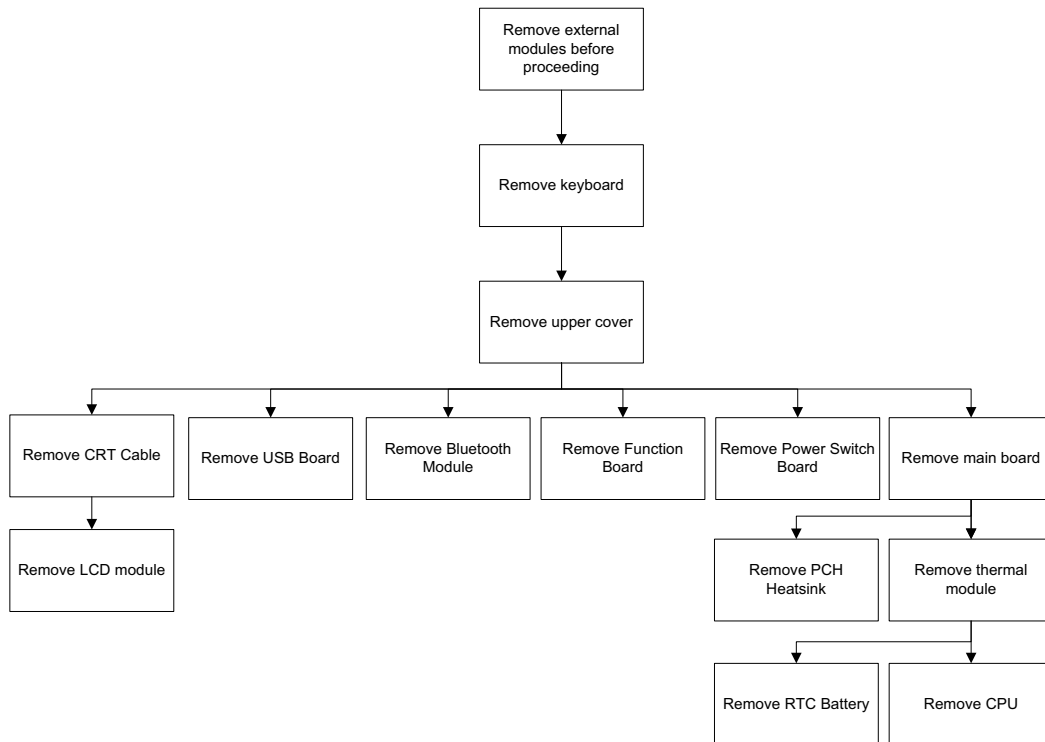 Remove external
modules before
proceeding
Remove keyboard
Remove upper cover
Remove CRT Cable
Remove USB Board
Remove Bluetooth
Module
Remove Function
Board
Remove Power Switch
Board
Remove main board
Remove LCD module
Remove PCH
Heatsink
Remove thermal
module
Remove RTC Battery
Remove CPU